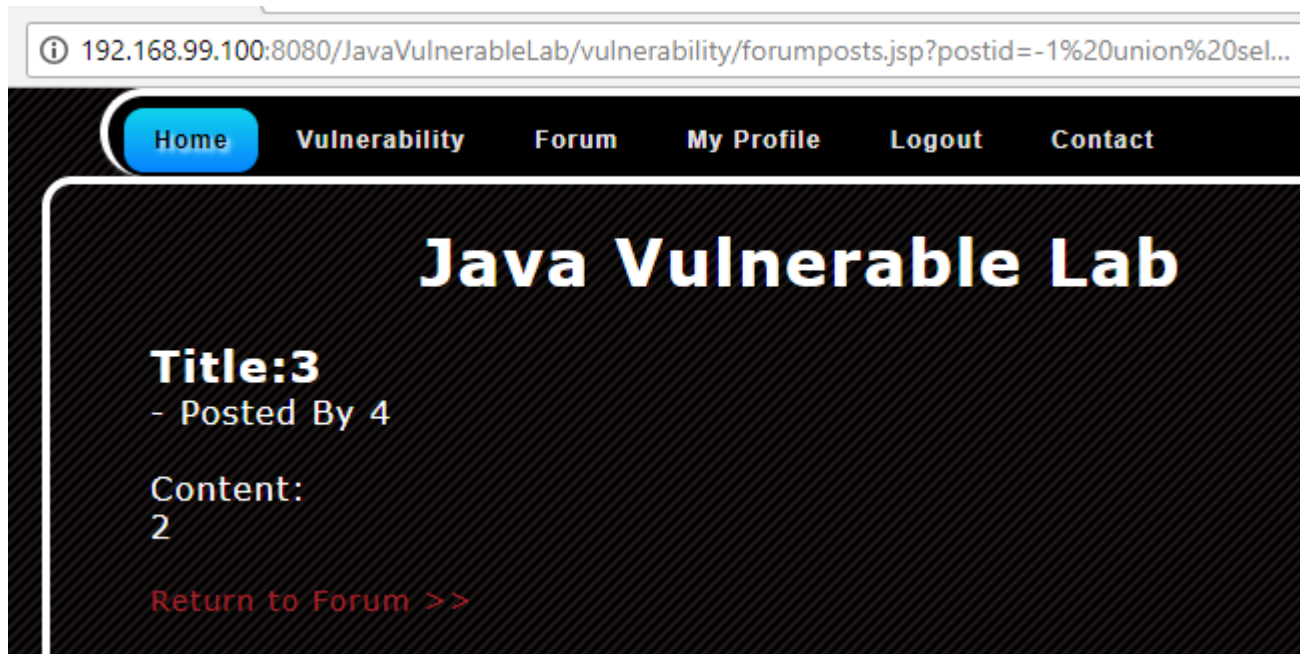 192.168.99.100:8080/JavaVulnerableLab/vulnerability/forumposts.jsp?postid=-1%20union%20sel...
Home Vulnerability Forum My Profile Logout Contact
Java Vulnerable Lab
Title:3
- Posted By 4
Content:
2
Return to Forum >>